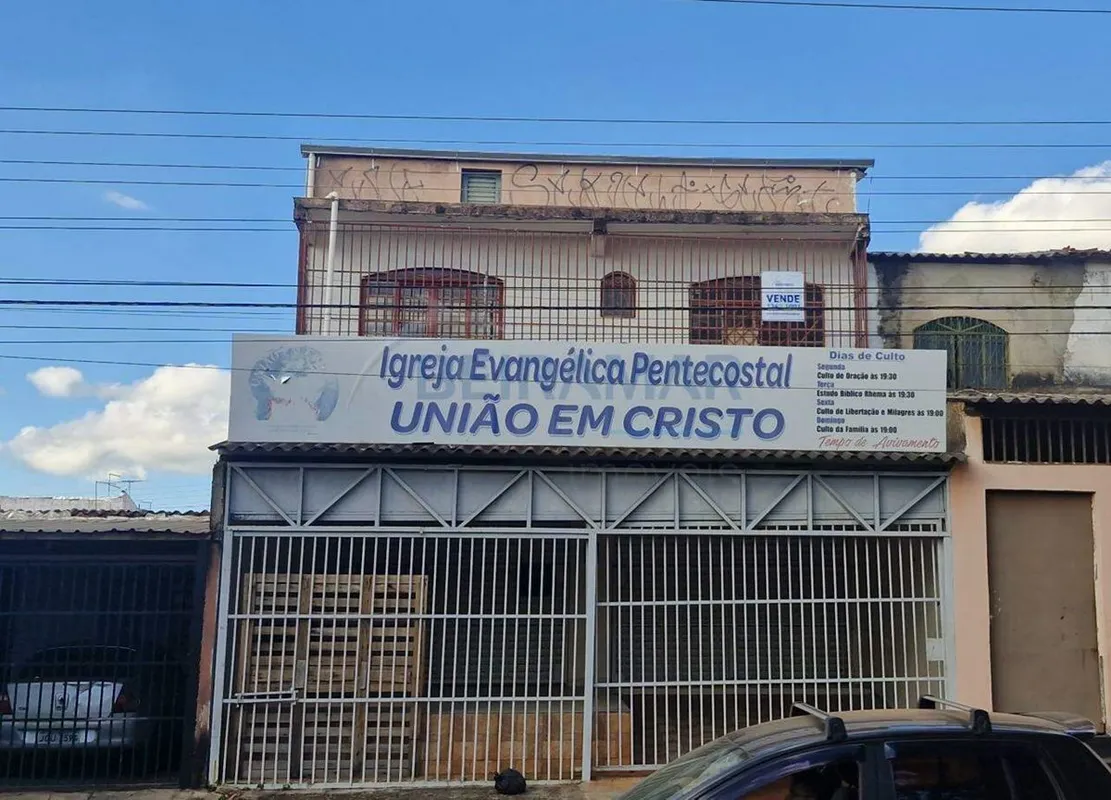 VENDE
Igreja Evangélica Pentecostal
UNIÃO EM CRISTO
Dias de Culto
Segunda
Culto de Oração às 19:30
Terça
Estudo Bíblico Rhema às 19:30
Sexta
Culto de Libertação e Milagres às 19:00
Domingo
Culto da Família às 19:00
Tempo de Avivamento